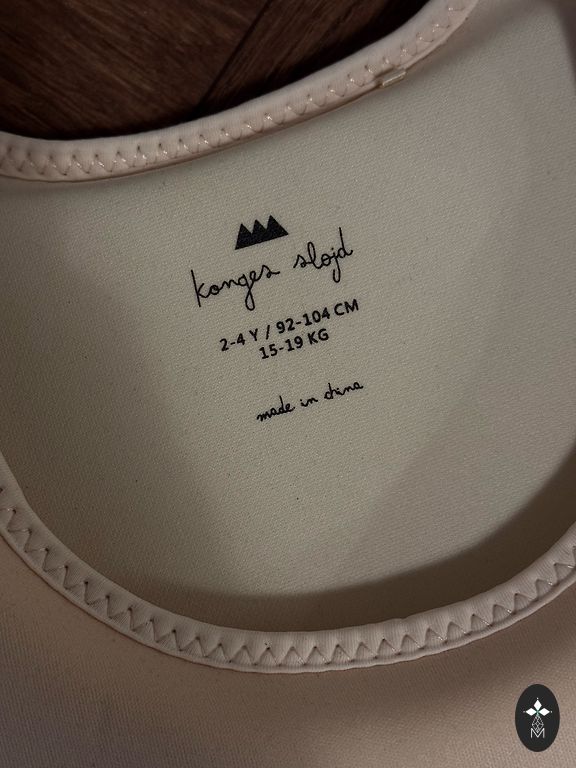 konges sløjd
2-4 Y / 92-104 CM
15-19 KG
made in china
M